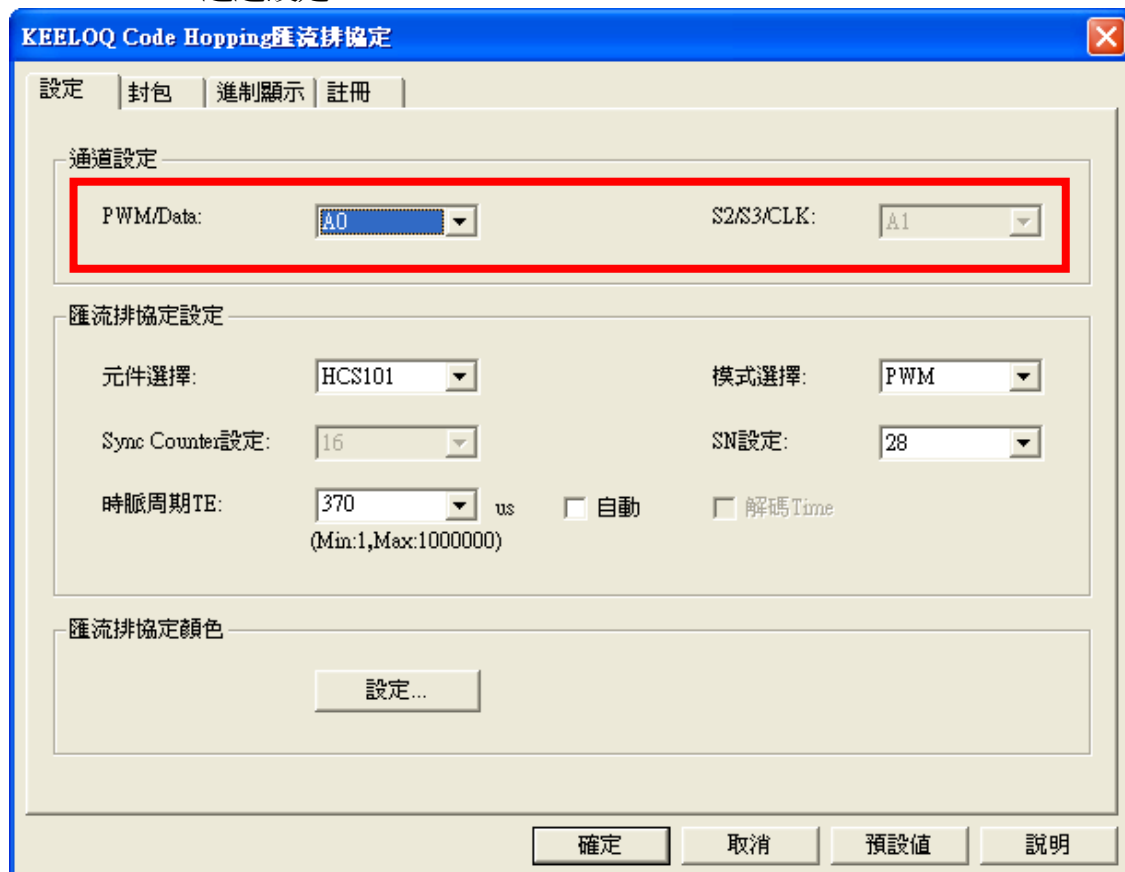 KEELOQ Code Hopping匯流排協定
設定 封包 進制顯示 註冊
通道設定
PWM/Data: A0 S2/S3/CLK: A1
匯流排協定設定
元件選擇: HCS101 模式選擇: PWM
Sync Counter設定: 16 SN設定: 28
時脈周期TE: 370 us 自動 解碼Time
(Min:1,Max:1000000)
匯流排協定顏色
設定...
確定 取消 預設值 說明